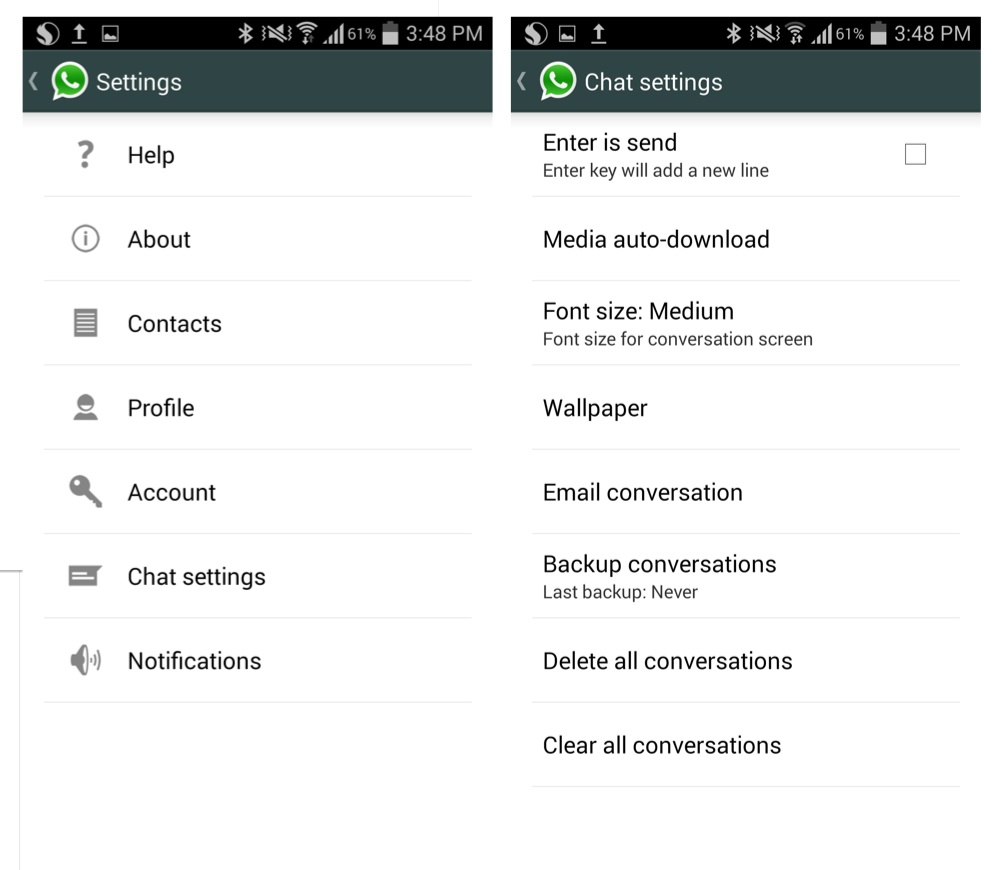 61% 3:48 PM
Settings
Help
About
Contacts
Profile
Account
Chat settings
Notifications
61% 3:48 PM
Chat settings
Enter is send
Enter key will add a new line
Media auto-download
Font size: Medium
Font size for conversation screen
Wallpaper
Email conversation
Backup conversations
Last backup: Never
Delete all conversations
Clear all conversations